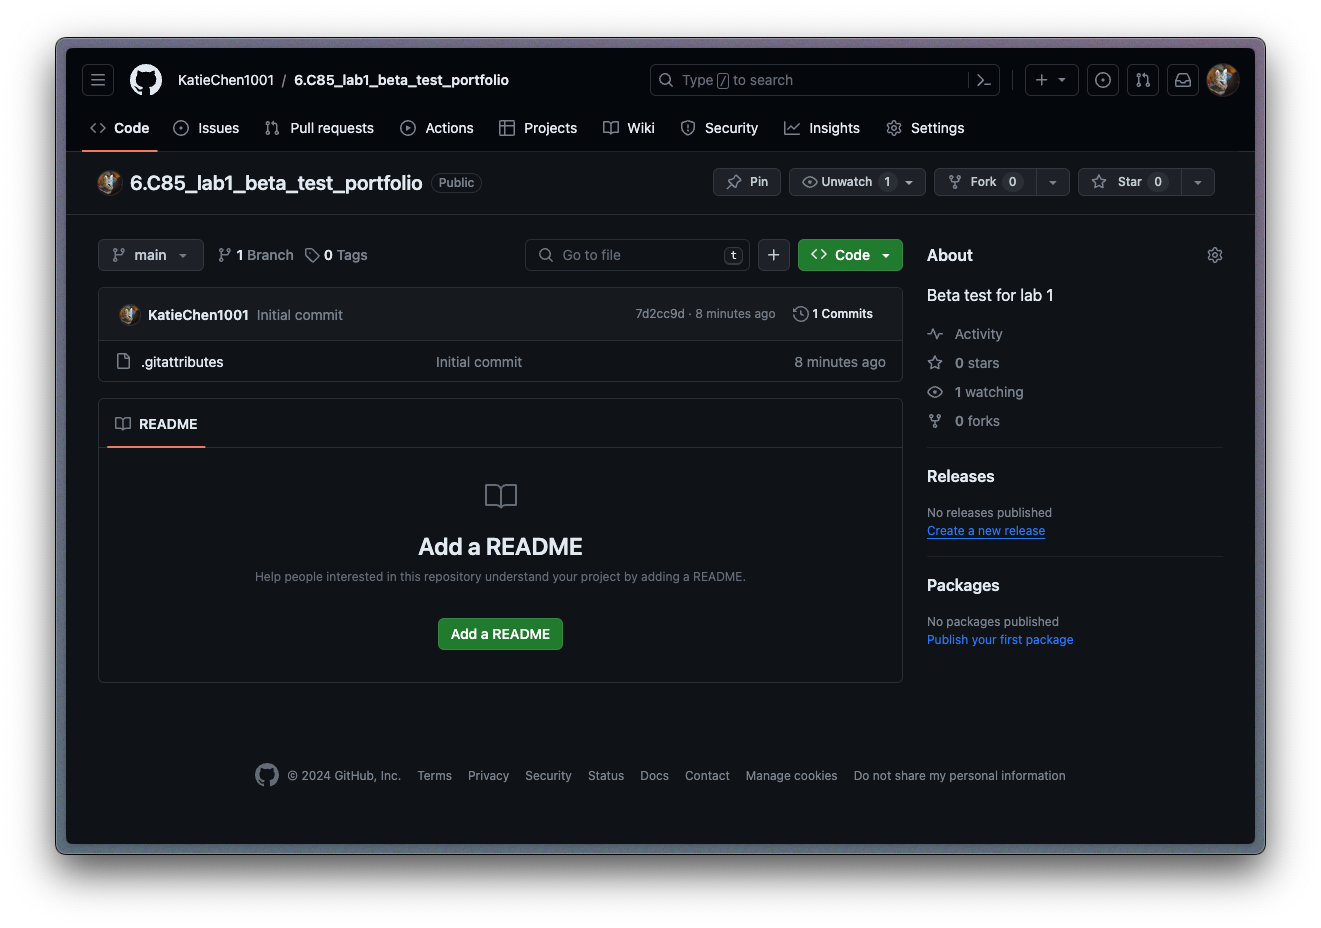 KatieChen1001 / 6.C85_lab1_beta_test_portfolio
Type / to search
Code Issues Pull requests Actions Projects Wiki Security Insights Settings
6.C85_lab1_beta_test_portfolio Public
Pin Unwatch 1 Fork 0 Star 0
main 1 Branch 0 Tags Go to file t + Code
KatieChen1001 Initial commit 7d2cc9d · 8 minutes ago 1 Commits
.gitattributes Initial commit 8 minutes ago
README
Add a README
Help people interested in this repository understand your project by adding a README.
Add a README
About
Beta test for lab 1
Activity
0 stars
1 watching
0 forks
Releases
No releases published
Create a new release
Packages
No packages published
Publish your first package
© 2024 GitHub, Inc. Terms Privacy Security Status Docs Contact Manage cookies Do not share my personal information